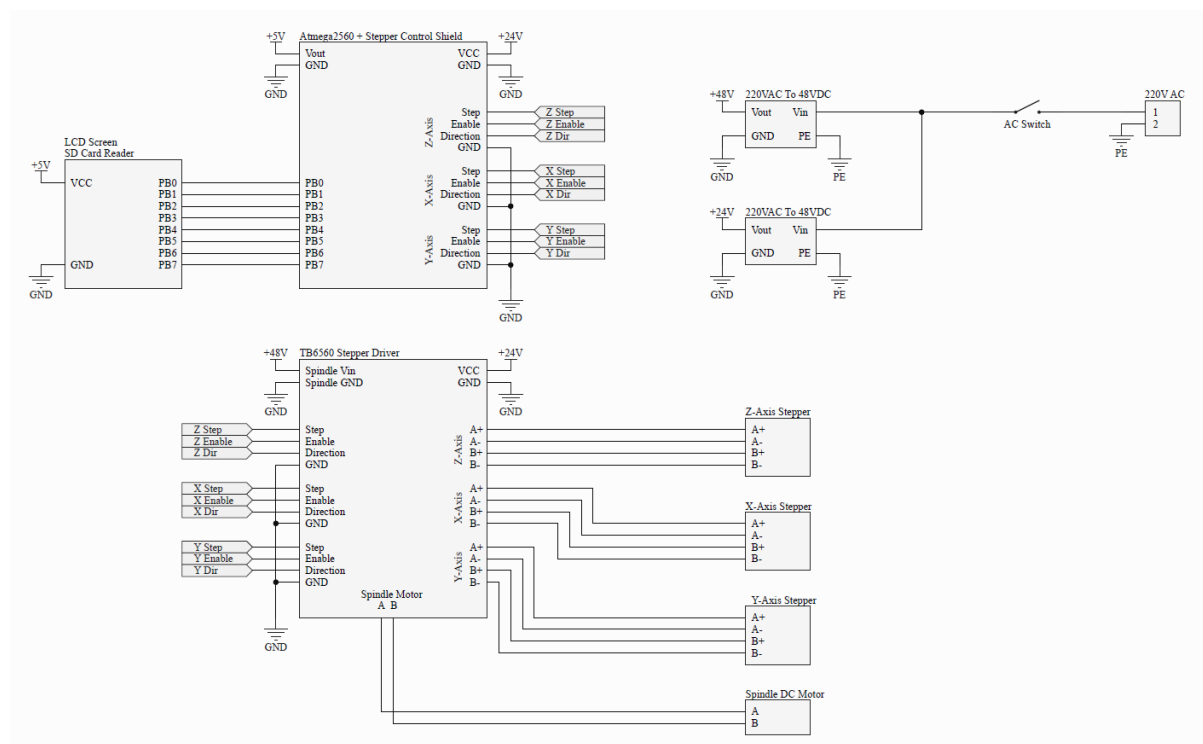 +5V
Atmega2560 + Stepper Control Shield
+24V
Vout
VCC
GND
GND
GND
GND
Z-Axis
Step
Z Step
Enable
Z Enable
Direction
Z Dir
GND
X-Axis
Step
X Step
Enable
X Enable
Direction
X Dir
GND
Y-Axis
Step
Y Step
Enable
Y Enable
Direction
Y Dir
GND
GND
PB0
PB1
PB2
PB3
PB4
PB5
PB6
PB7
LCD Screen
SD Card Reader
+5V
VCC
GND
GND
PB0
PB1
PB2
PB3
PB4
PB5
PB6
PB7
+48V
220VAC To 48VDC
Vout
Vin
GND
PE
GND
PE
+24V
220VAC To 48VDC
Vout
Vin
GND
PE
GND
PE
AC Switch
220V AC
1
2
PE
+48V
TB6560 Stepper Driver
+24V
Spindle Vin
VCC
Spindle GND
GND
GND
GND
Z Step
Step
Z Enable
Enable
Z Dir
Direction
GND
X Step
Step
X Enable
Enable
X Dir
Direction
GND
Y Step
Step
Y Enable
Enable
Y Dir
Direction
GND
GND
Z-Axis
A+
A-
B+
B-
X-Axis
A+
A-
B+
B-
Y-Axis
A+
A-
B+
B-
Spindle Motor
A B
Z-Axis Stepper
A+
A-
B+
B-
X-Axis Stepper
A+
A-
B+
B-
Y-Axis Stepper
A+
A-
B+
B-
Spindle DC Motor
A
B